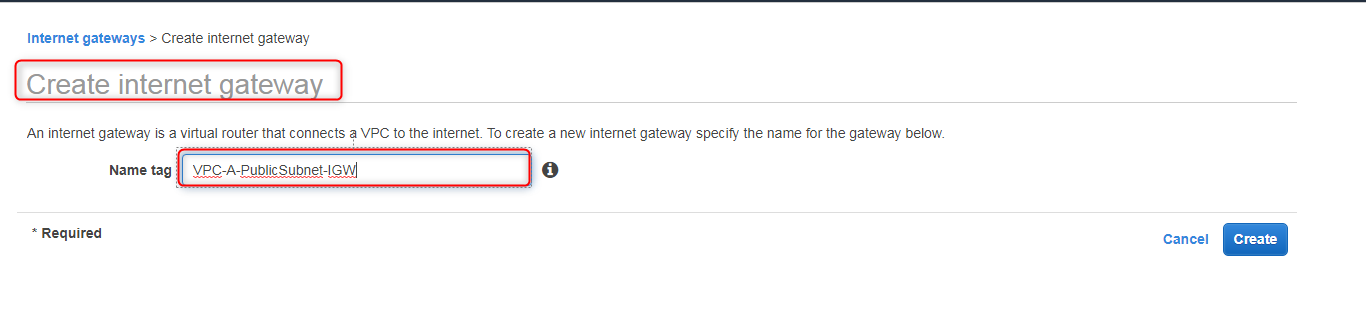 Internet gateways > Create internet gateway
Create internet gateway
An internet gateway is a virtual router that connects a VPC to the internet. To create a new internet gateway specify the name for the gateway below.
Name tag VPC-A-PublicSubnet-IGW
* Required
Cancel Create